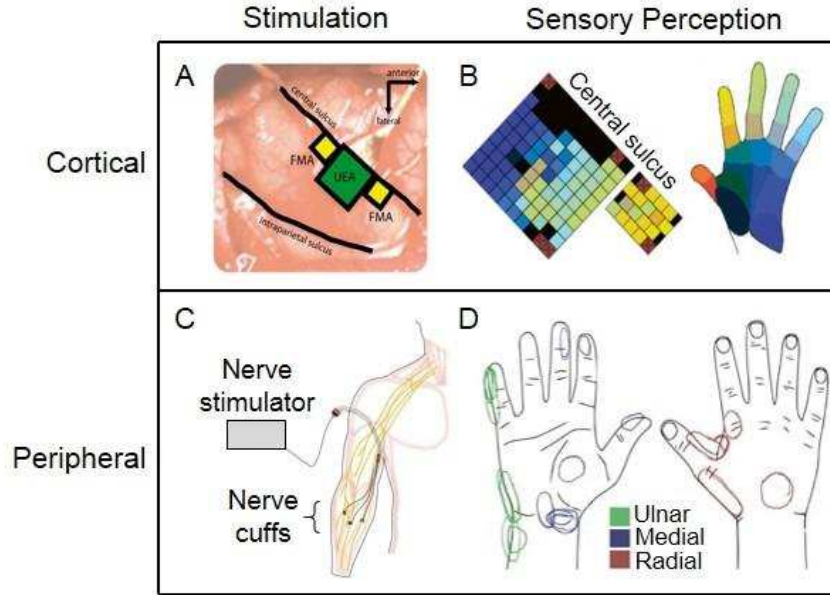 Stimulation
Sensory Perception
Cortical
A
central sulcus
anterior
lateral
FMA
UEA
FMA
intraparietal sulcus
B
Central sulcus
Peripheral
C
Nerve
stimulator
Nerve
cuffs
D
Ulnar
Medial
Radial